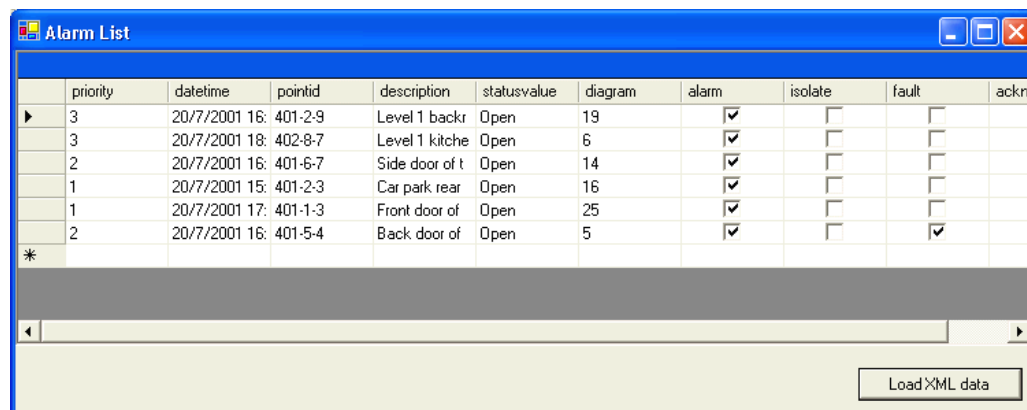 Alarm List
priority datetime pointid description statusvalue diagram alarm isolate fault ackn
3 20/7/2001 16: 401-2-9 Level 1 backr Open 19
3 20/7/2001 18: 402-8-7 Level 1 kitche Open 6
2 20/7/2001 16: 401-6-7 Side door of t Open 14
1 20/7/2001 15: 401-2-3 Car park rear Open 16
1 20/7/2001 17: 401-1-3 Front door of Open 25
2 20/7/2001 16: 401-5-4 Back door of Open 5
Load XML data